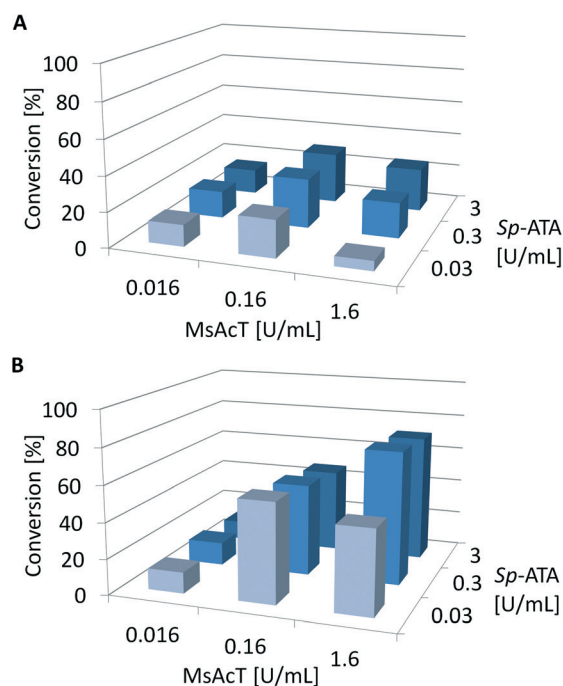 A
Conversion [%]
100
80
60
40
20
0
0.016
0.16
1.6
MsAcT [U/mL]
3
0.3
0.03
Sp-ATA
[U/mL]
B
Conversion [%]
100
80
60
40
20
0
0.016
0.16
1.6
MsAcT [U/mL]
3
0.3
0.03
Sp-ATA
[U/mL]